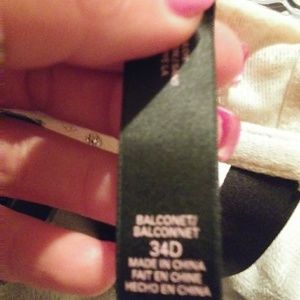 BALCONET/
BALCONNET
34D
MADE IN CHINA
FAIT EN CHINE
HECHO EN CHINA